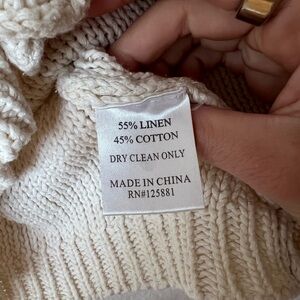 55% LINEN
45% COTTON
DRY CLEAN ONLY
MADE IN CHINA
RN#125881